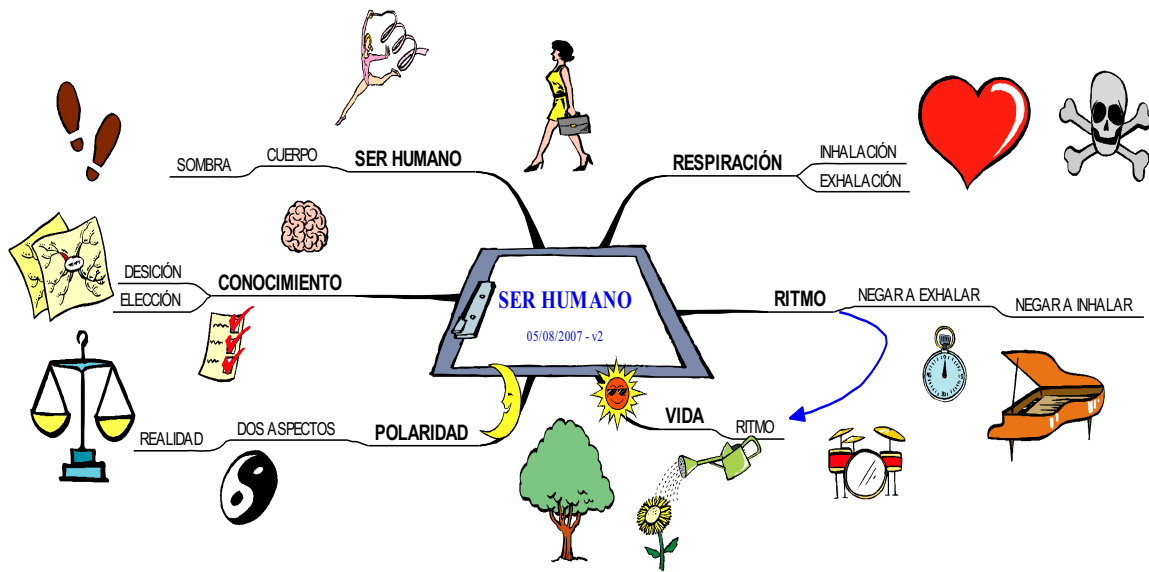 SER HUMANO
05/08/2007 - v2
RESPIRACIÓN
INHALACIÓN
EXHALACIÓN
RITMO
NEGAR A EXHALAR
NEGAR A INHALAR
VIDA
RITMO
POLARIDAD
DOS ASPECTOS
REALIDAD
CONOCIMIENTO
DESICIÓN
ELECCIÓN
SER HUMANO
CUERPO
SOMBRA